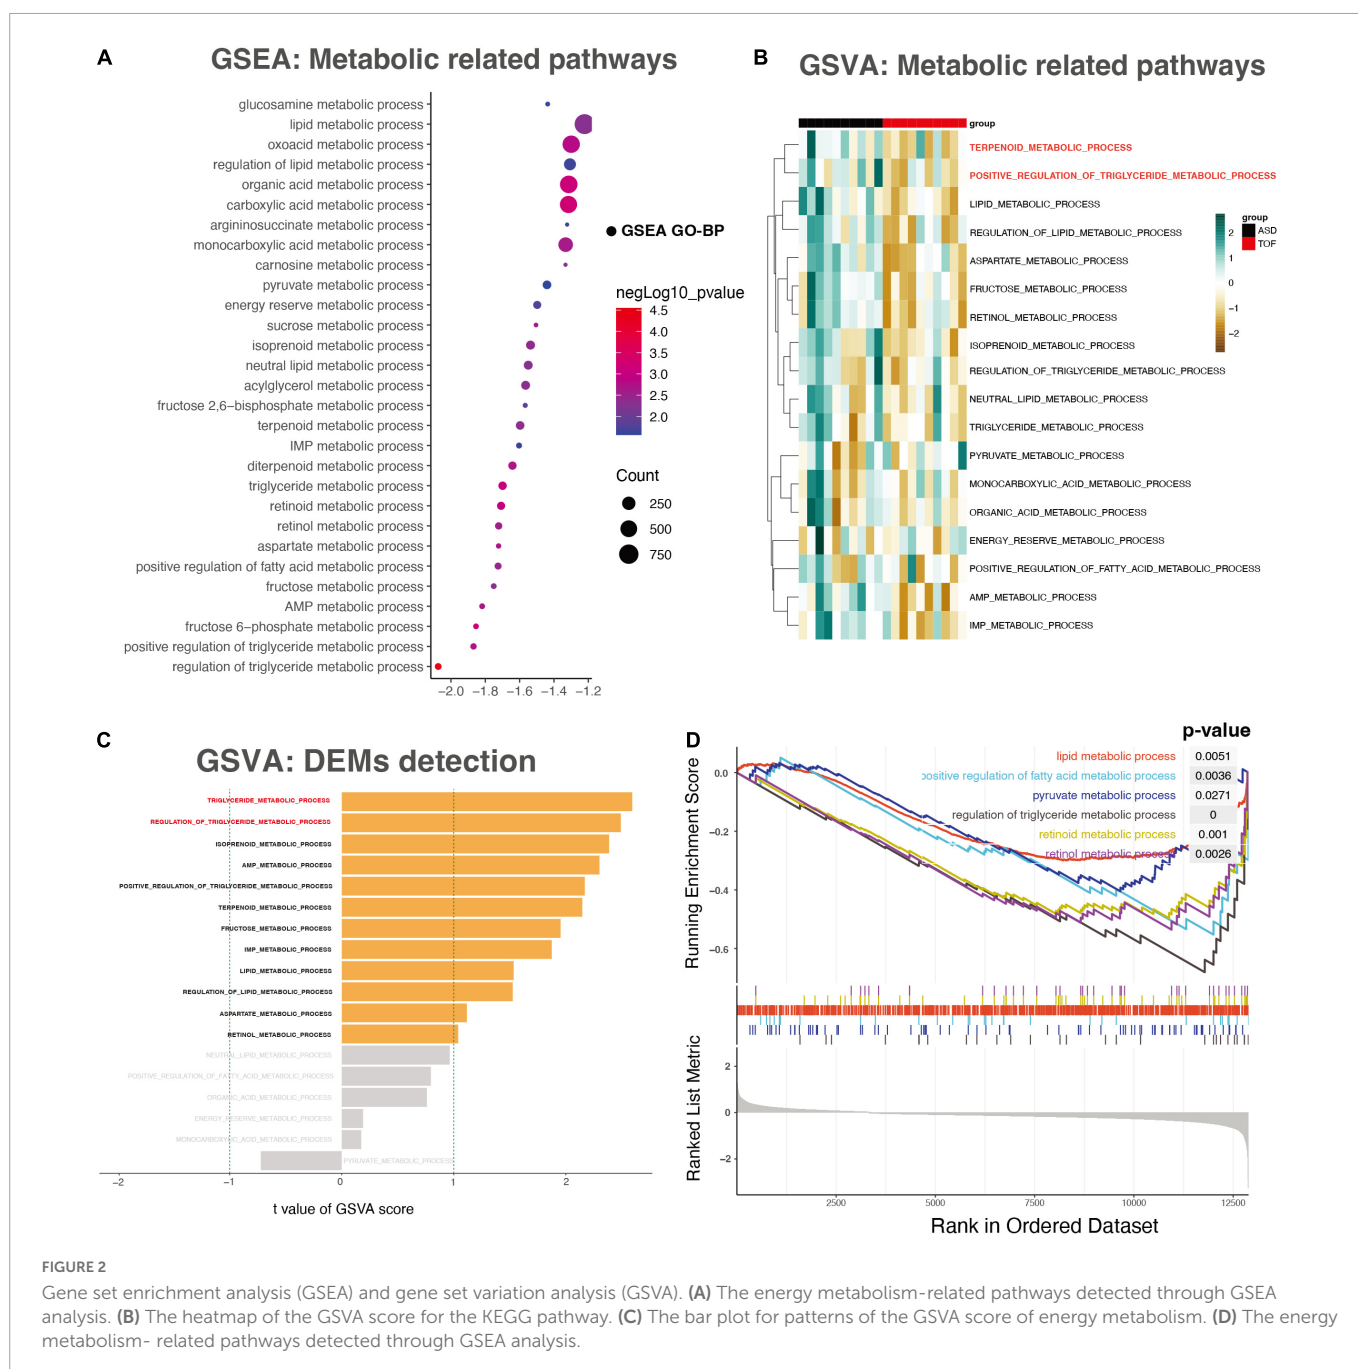 A
GSEA: Metabolic related pathways
glucosamine metabolic process
lipid metabolic process
oxoacid metabolic process
regulation of lipid metabolic process
organic acid metabolic process
carboxylic acid metabolic process
argininosuccinate metabolic process
monocarboxylic acid metabolic process
carnosine metabolic process
pyruvate metabolic process
energy reserve metabolic process
sucrose metabolic process
isoprenoid metabolic process
neutral lipid metabolic process
acylglycerol metabolic process
fructose 2,6−bisphosphate metabolic process
terpenoid metabolic process
IMP metabolic process
diterpenoid metabolic process
triglyceride metabolic process
retinoid metabolic process
retinol metabolic process
aspartate metabolic process
positive regulation of fatty acid metabolic process
fructose metabolic process
AMP metabolic process
fructose 6−phosphate metabolic process
positive regulation of triglyceride metabolic process
regulation of triglyceride metabolic process
−2.0 −1.8 −1.6 −1.4 −1.2
GSEA GO-BP
negLog10_pvalue
4.5
4.0
3.5
3.0
2.5
2.0
Count
250
500
750
B
GSVA: Metabolic related pathways
group
TERPENOID_METABOLIC_PROCESS
POSITIVE_REGULATION_OF_TRIGLYCERIDE_METABOLIC_PROCESS
LIPID_METABOLIC_PROCESS
REGULATION_OF_LIPID_METABOLIC_PROCESS
ASPARTATE_METABOLIC_PROCESS
FRUCTOSE_METABOLIC_PROCESS
RETINOL_METABOLIC_PROCESS
ISOPRENOID_METABOLIC_PROCESS
REGULATION_OF_TRIGLYCERIDE_METABOLIC_PROCESS
NEUTRAL_LIPID_METABOLIC_PROCESS
TRIGLYCERIDE_METABOLIC_PROCESS
PYRUVATE_METABOLIC_PROCESS
MONOCARBOXYLIC_ACID_METABOLIC_PROCESS
ORGANIC_ACID_METABOLIC_PROCESS
ENERGY_RESERVE_METABOLIC_PROCESS
POSITIVE_REGULATION_OF_FATTY_ACID_METABOLIC_PROCESS
AMP_METABOLIC_PROCESS
IMP_METABOLIC_PROCESS
2
1
0
−1
−2
group
ASD
TOF
C
GSVA: DEMs detection
TRIGLYCERIDE_METABOLIC_PROCESS
REGULATION_OF_TRIGLYCERIDE_METABOLIC_PROCESS
ISOPRENOID_METABOLIC_PROCESS
AMP_METABOLIC_PROCESS
POSITIVE_REGULATION_OF_TRIGLYCERIDE_METABOLIC_PROCESS
TERPENOID_METABOLIC_PROCESS
FRUCTOSE_METABOLIC_PROCESS
IMP_METABOLIC_PROCESS
LIPID_METABOLIC_PROCESS
REGULATION_OF_LIPID_METABOLIC_PROCESS
ASPARTATE_METABOLIC_PROCESS
RETINOL_METABOLIC_PROCESS
NEUTRAL_LIPID_METABOLIC_PROCESS
POSITIVE_REGULATION_OF_FATTY_ACID_METABOLIC_PROCESS
ORGANIC_ACID_METABOLIC_PROCESS
ENERGY_RESERVE_METABOLIC_PROCESS
MONOCARBOXYLIC_ACID_METABOLIC_PROCESS
PYRUVATE_METABOLIC_PROCESS
−2 −1 0 1 2
t value of GSVA score
D
p-value
lipid metabolic process 0.0051
positive regulation of fatty acid metabolic process 0.0036
pyruvate metabolic process 0.0271
regulation of triglyceride metabolic process 0
retinoid metabolic process 0.001
retinol metabolic process 0.0026
Running Enrichment Score
0.0
−0.2
−0.4
−0.6
Ranked List Metric
2
0
−2
2500 5000 7500 10000 12500
Rank in Ordered Dataset
FIGURE 2
Gene set enrichment analysis (GSEA) and gene set variation analysis (GSVA). (A) The energy metabolism-related pathways detected through GSEA
analysis. (B) The heatmap of the GSVA score for the KEGG pathway. (C) The bar plot for patterns of the GSVA score of energy metabolism. (D) The energy
metabolism- related pathways detected through GSEA analysis.